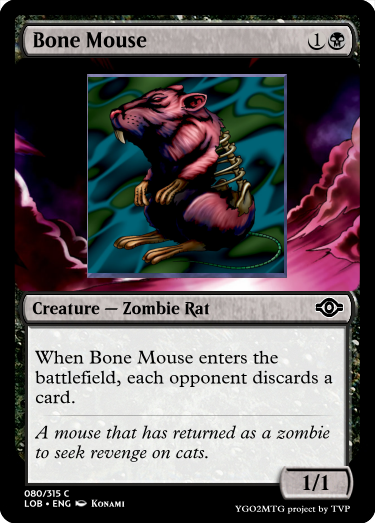 Bone Mouse 1
Creature — Zombie Rat
When Bone Mouse enters the
battlefield, each opponent discards a
card.
A mouse that has returned as a zombie
to seek revenge on cats.
1/1
080/315 C
LOB • ENG Konami
YGO2MTG project by TVP